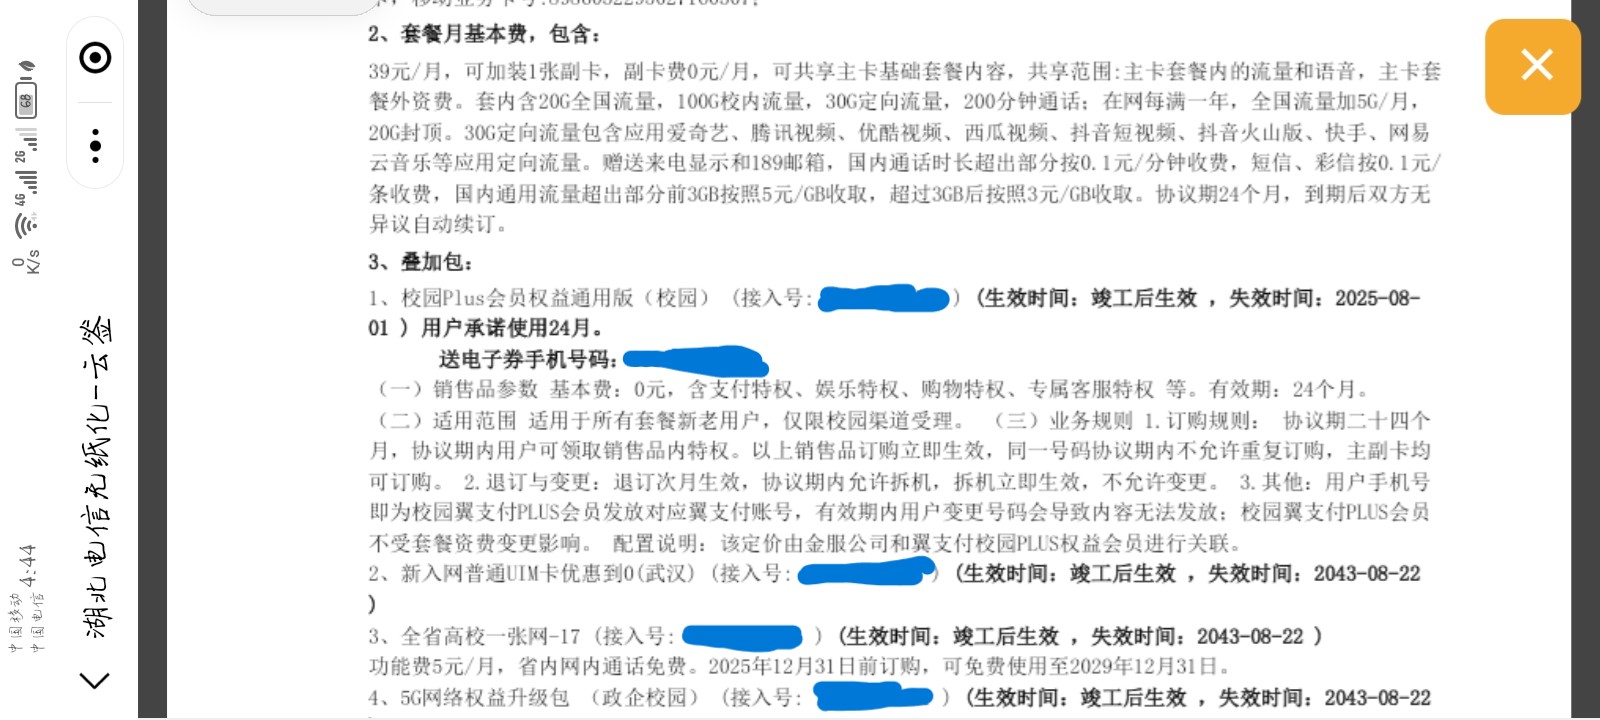 2、套餐月基本费，包含：
39元/月，可加装1张副卡，副卡费0元/月，可共享主卡基础套餐内容，共享范围:主卡套餐内的流量和语音，主卡套
餐外资费。套内含20G全国流量，100G校内流量，30G定向流量，200分钟通话；在网每满一年，全国流量加5G/月，
20G封顶。30G定向流量包含应用爱奇艺、腾讯视频、优酷视频、西瓜视频、抖音短视频、抖音火山版、快手、网易
云音乐等应用定向流量。赠送来电显示和189邮箱，国内通话时长超出部分按0.1元/分钟收费，短信、彩信按0.1元/
条收费，国内通用流量超出部分前3GB按照5元/GB收取，超过3GB后按照3元/GB收取。协议期24个月，到期后双方无
异议自动续订。
3、叠加包：
1、校园Plus会员权益通用版（校园）（接入号: ）（生效时间：竣工后生效 ，失效时间：2025-08-
01 ）用户承诺使用24月。
送电子券手机号码：
（一）销售品参数 基本费：0元，含支付特权、娱乐特权、购物特权、专属客服特权 等。有效期：24个月。
（二）适用范围 适用于所有套餐新老用户，仅限校园渠道受理。 （三）业务规则 1.订购规则： 协议期二十四个
月，协议期内用户可领取销售品内特权。以上销售品订购立即生效，同一号码协议期内不允许重复订购，主副卡均
可订购。 2.退订与变更：退订次月生效，协议期内允许拆机，拆机立即生效，不允许变更。 3.其他：用户手机号
即为校园翼支付PLUS会员发放对应翼支付账号，有效期内用户变更号码会导致内容无法发放；校园翼支付PLUS会员
不受套餐资费变更影响。 配置说明：该定价由金服公司和翼支付校园PLUS权益会员进行关联。
2、新入网普通UIM卡优惠到0(武汉)（接入号: ）（生效时间：竣工后生效 ，失效时间：2043-08-22
）
3、全省高校一张网-17（接入号: ）（生效时间：竣工后生效 ，失效时间：2043-08-22 ）
功能费5元/月，省内网内通话免费。2025年12月31日前订购，可免费使用至2029年12月31日。
4、5G网络权益升级包 （政企校园）（接入号: ）（生效时间：竣工后生效 ，失效时间：2043-08-22
湖北电信无纸化-云签
中国移动
中国电信 4:44
0
K/s
4G
2G
68